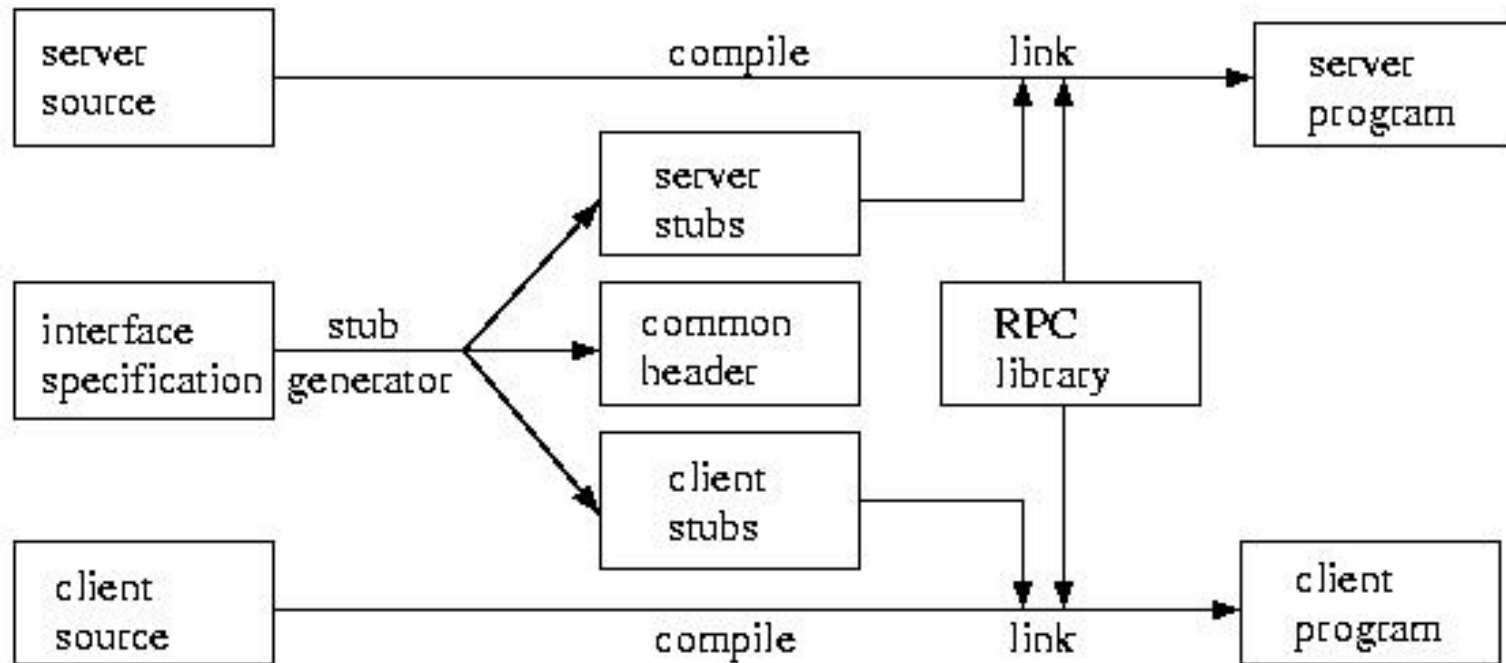 server
source
compile
link
server
program
server
stubs
interface
specification
stub
generator
common
header
RPC
library
client
stubs
client
source
compile
link
client
program